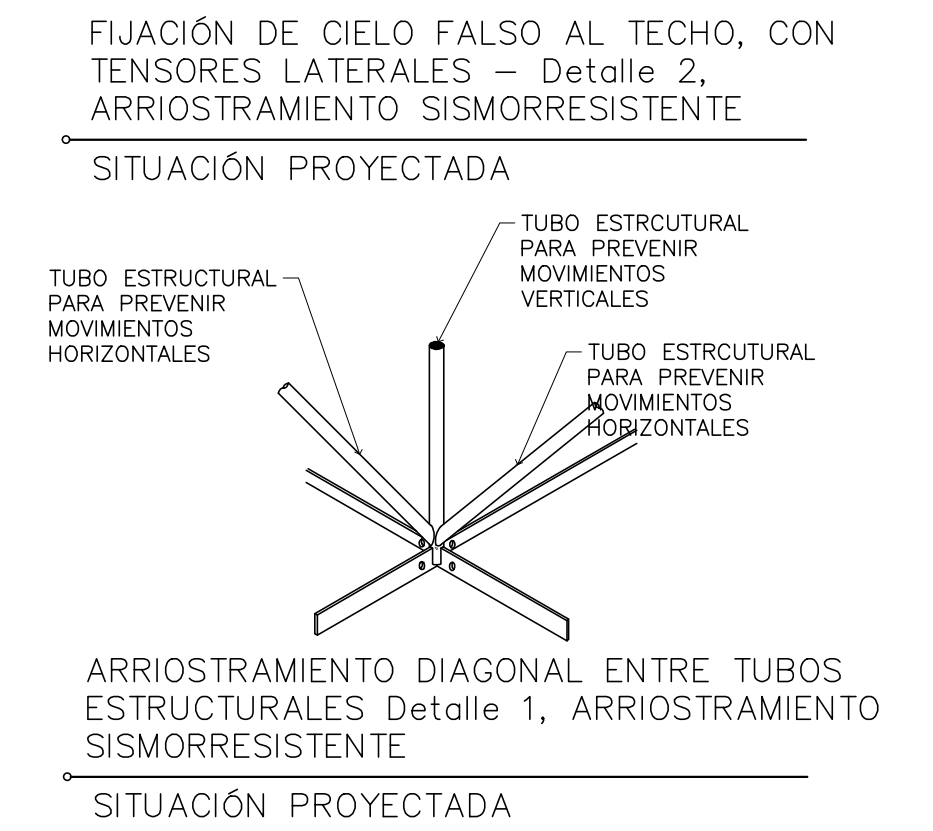 FIJACIÓN DE CIELO FALSO AL TECHO, CON
TENSORES LATERALES – Detalle 2,
ARRIOSTRAMIENTO SISMORRESISTENTE
SITUACIÓN PROYECTADA
TUBO ESTRCUTURAL
PARA PREVENIR
MOVIMIENTOS
VERTICALES
TUBO ESTRUCTURAL
PARA PREVENIR
MOVIMIENTOS
HORIZONTALES
TUBO ESTRCUTURAL
PARA PREVENIR
MOVIMIENTOS
HORIZONTALES
ARRIOSTRAMIENTO DIAGONAL ENTRE TUBOS
ESTRUCTURALES Detalle 1, ARRIOSTRAMIENTO
SISMORRESISTENTE
SITUACIÓN PROYECTADA